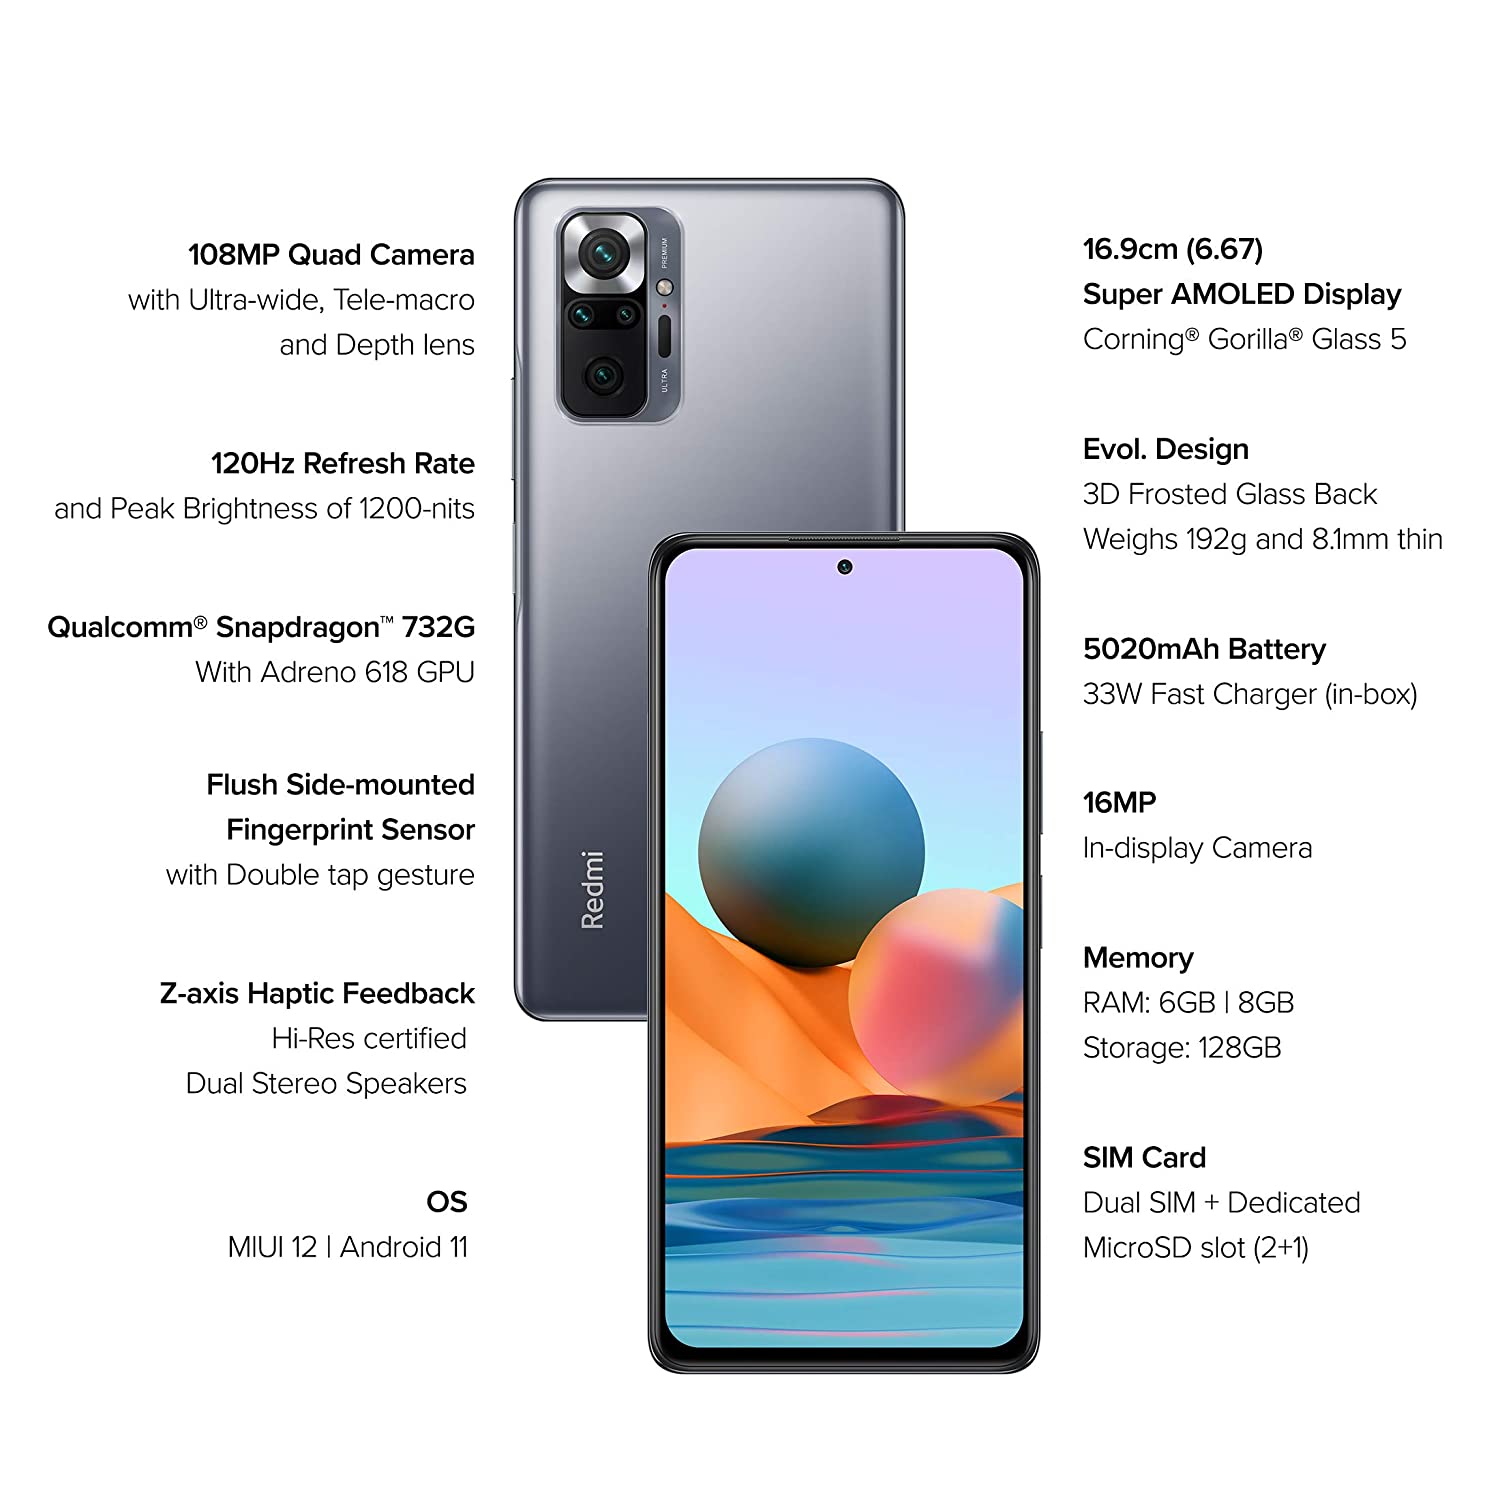 108MP Quad Camera
with Ultra-wide, Tele-macro
and Depth lens
120Hz Refresh Rate
and Peak Brightness of 1200-nits
Qualcomm® Snapdragon™ 732G
With Adreno 618 GPU
Flush Side-mounted
Fingerprint Sensor
with Double tap gesture
Z-axis Haptic Feedback
Hi-Res certified
Dual Stereo Speakers
OS
MIUI 12 | Android 11
PREMIUM
ULTRA
Redmi
16.9cm (6.67)
Super AMOLED Display
Corning® Gorilla® Glass 5
Evol. Design
3D Frosted Glass Back
Weighs 192g and 8.1mm thin
5020mAh Battery
33W Fast Charger (in-box)
16MP
In-display Camera
Memory
RAM: 6GB | 8GB
Storage: 128GB
SIM Card
Dual SIM + Dedicated
MicroSD slot (2+1)